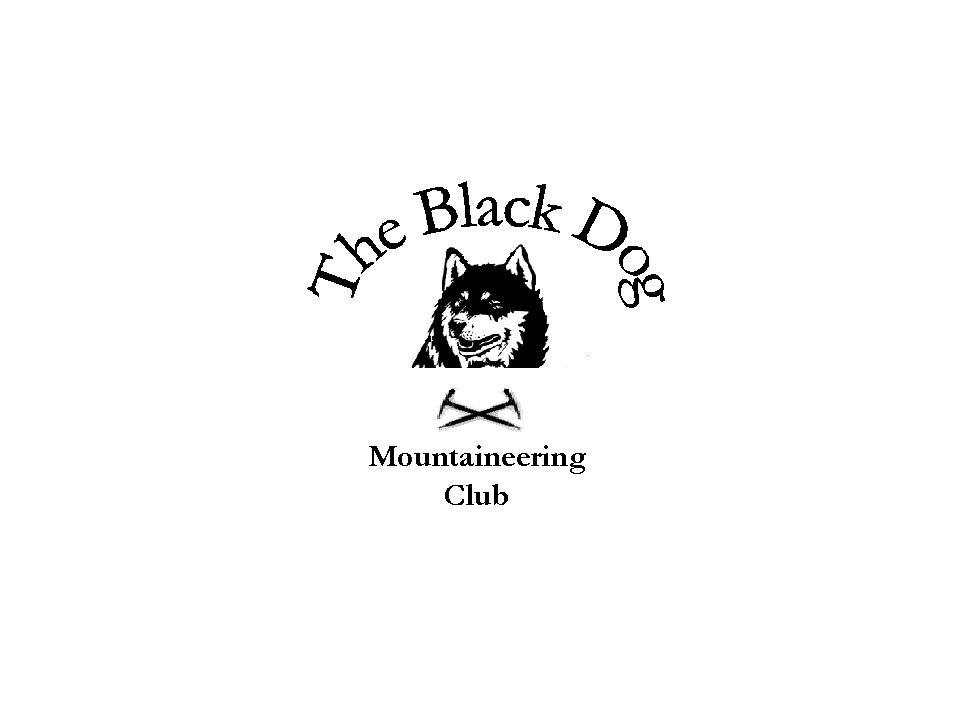 The Black Dog
Mountaineering
Club